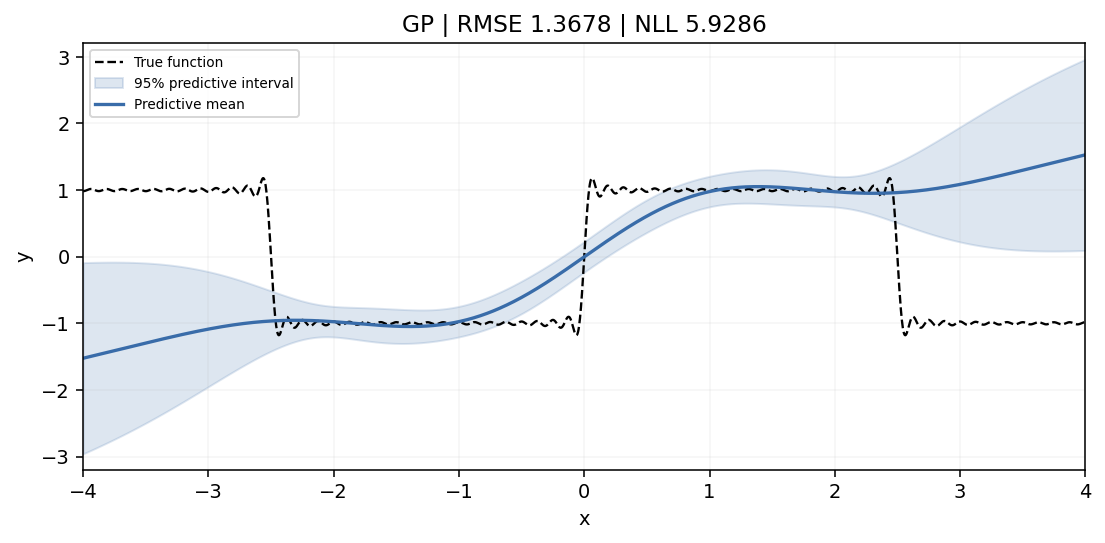 GP | RMSE 1.3678 | NLL 5.9286
True function
95% predictive interval
Predictive mean
3
2
1
0
−1
−2
−3
y
−4 −3 −2 −1 0 1 2 3 4
x